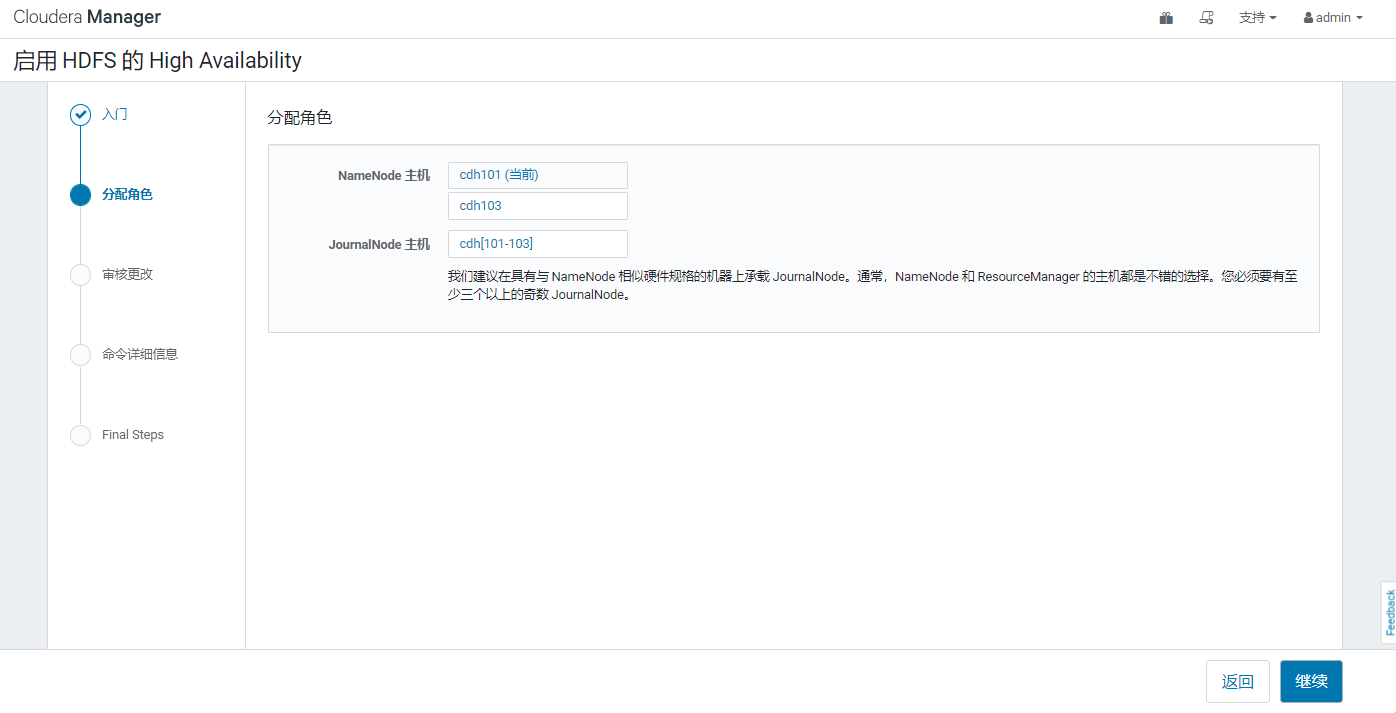 Cloudera Manager
支持
admin
启用 HDFS 的 High Availability
入门
分配角色
审核更改
命令详细信息
Final Steps
分配角色
NameNode 主机
cdh101 (当前)
cdh103
JournalNode 主机
cdh[101-103]
我们建议在具有与 NameNode 相似硬件规格的机器上承载 JournalNode。通常，NameNode 和 ResourceManager 的主机都是不错的选择。您必须要有至
少三个以上的奇数 JournalNode。
Feedback
返回
继续